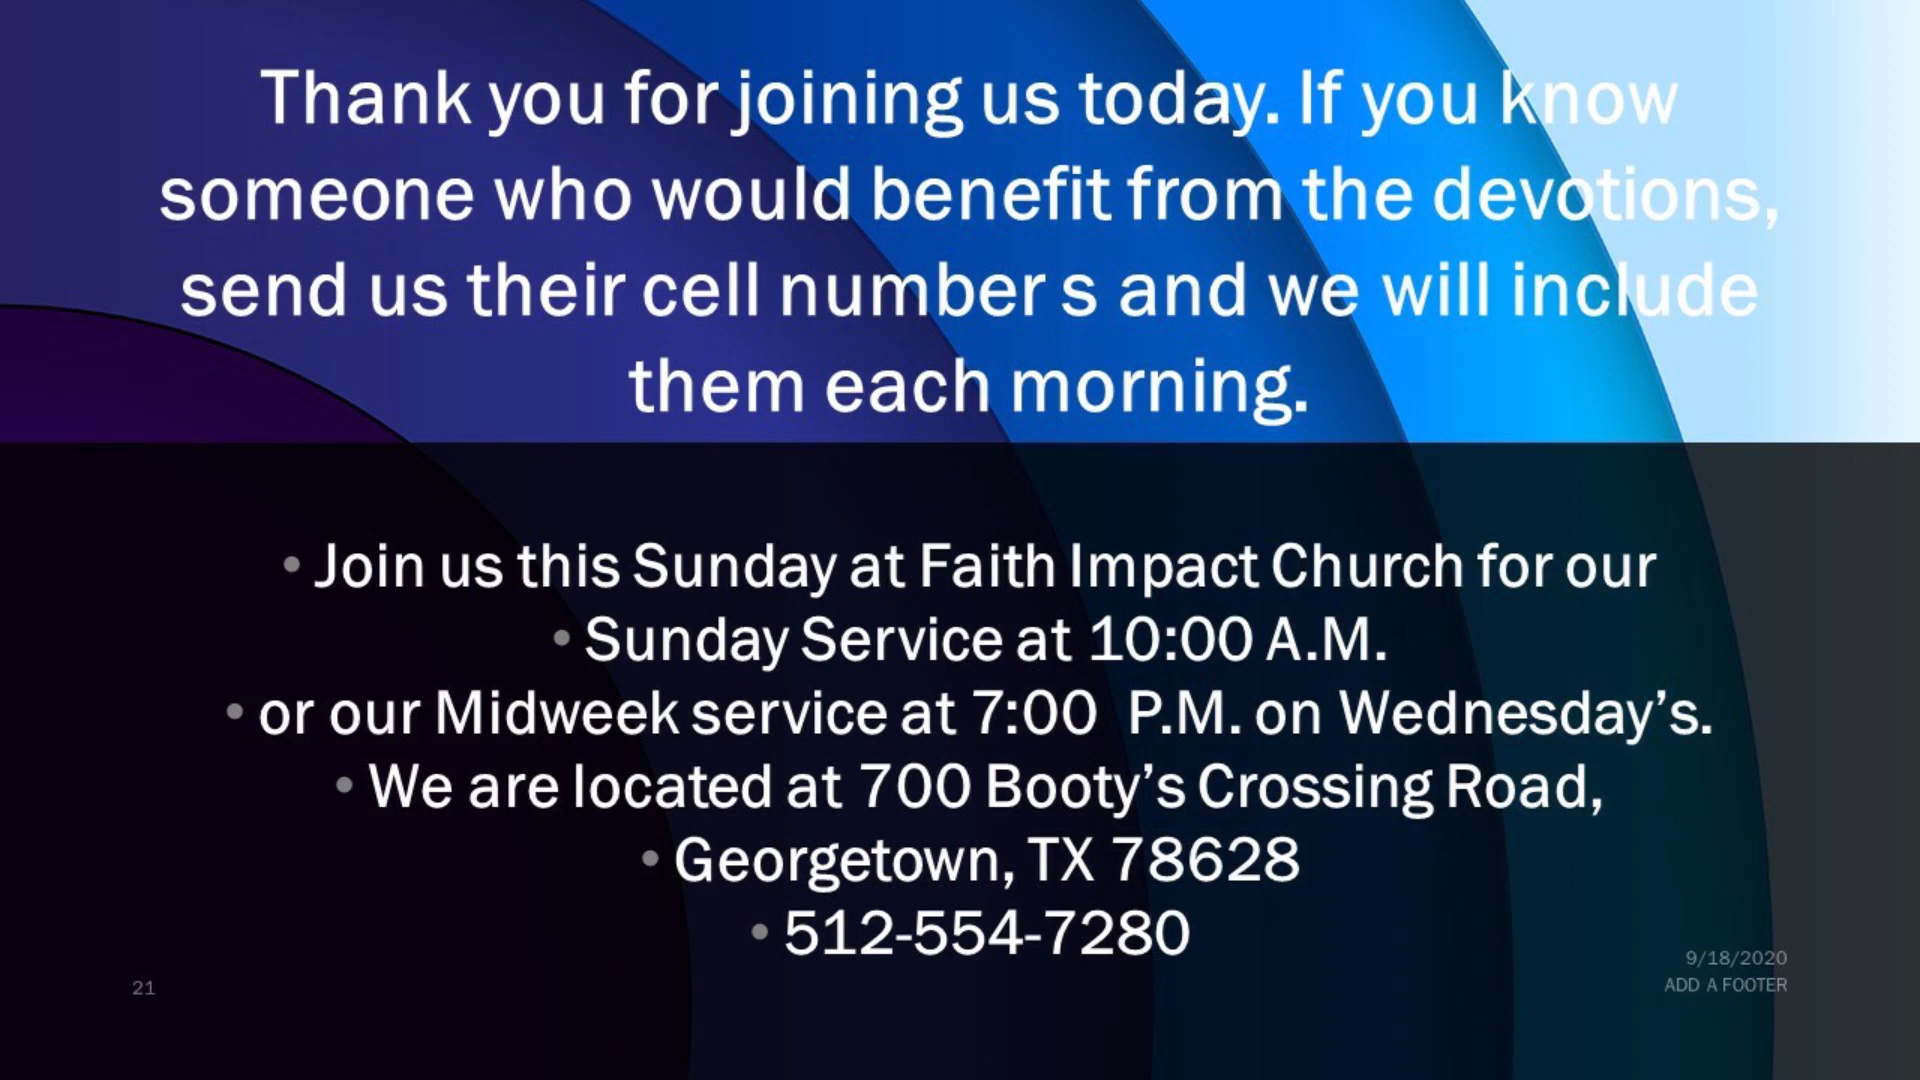 Thank you for joining us today. If you know
someone who would benefit from the devotions,
send us their cell number s and we will include
them each morning.
• Join us this Sunday at Faith Impact Church for our
• Sunday Service at 10:00 A.M.
• or our Midweek service at 7:00 P.M. on Wednesday’s.
• We are located at 700 Booty’s Crossing Road,
• Georgetown, TX 78628
• 512-554-7280
9/18/2020
21
ADD A FOOTER